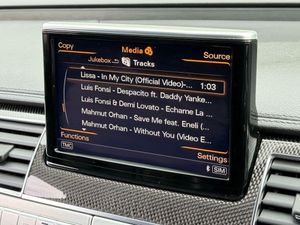 Copy
Media
Source
Jukebox
Tracks
Lissa - In My City (Official Video)-... 1:03
Luis Fonsi - Despacito ft. Daddy Yanke...
Luis Fonsi & Demi Lovato - Echame La ...
Mahmut Orhan - Save Me feat. Eneli (...
Mahmut Orhan - Without You (Video E...
Functions
Settings
TMC
SIM